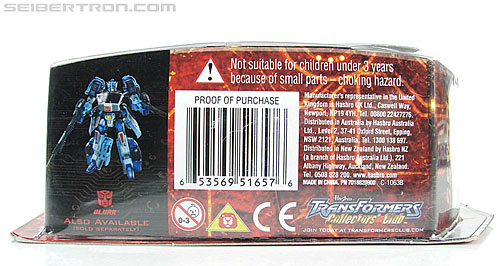 SEIBERTRON.COM
Not suitable for children under 3 years
because of small parts – choking hazard.
PROOF OF PURCHASE
Manufacturer's representative in the United
Kingdom is Hasbro UK Ltd., Caswell Way,
Newport, NP19 4YH. Tel. 00800 22427276.
Distributed in Australia by Hasbro Australia
Ltd., Level 2, 37-41 Oxford Street, Epping,
NSW 2121, Australia. Tel. 1300 138 697.
Distributed in New Zealand by Hasbro NZ
(a branch of Hasbro Australia Ltd.), 221
Albany Highway, Auckland, New Zealand.
Tel. 0508 828 200. www.hasbro.com
MADE IN CHINA.
C-1063B
6 53569 51657 6
BLURR
ALSO AVAILABLE
(SOLD SEPARATELY)
0-3
CE
Hasbro
TRANSFORMERS
Collectors' Club
JOIN TODAY AT TRANSFORMERSCLUB.COM